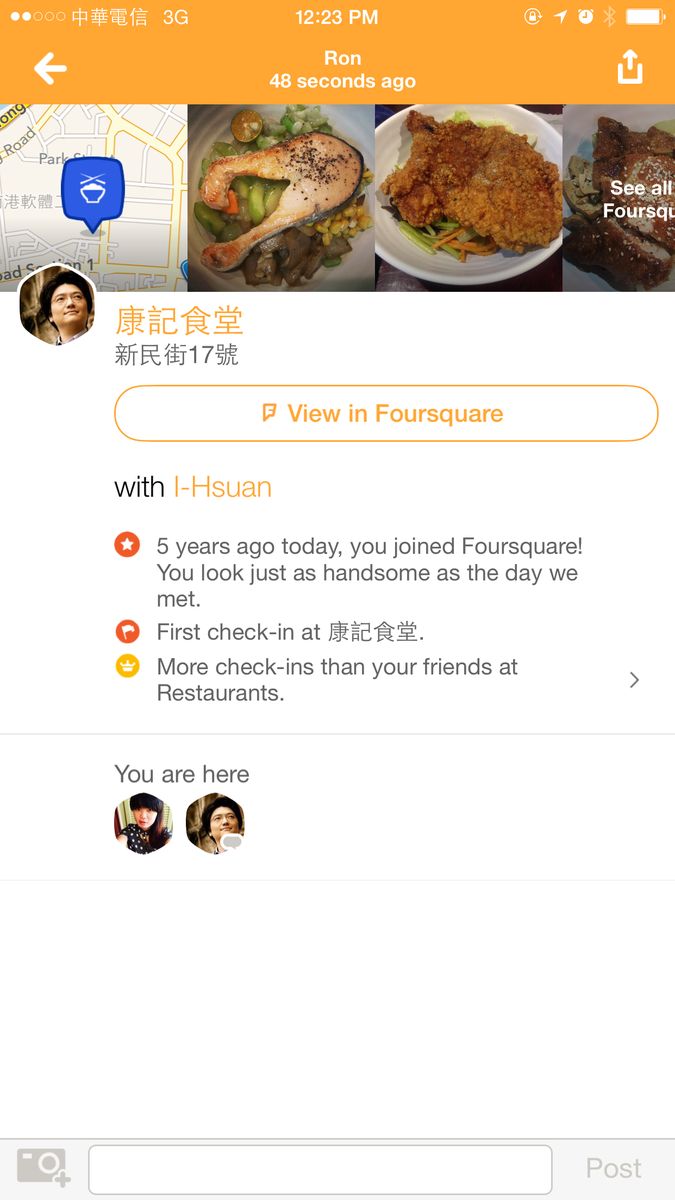 中華電信 3G
12:23 PM
Ron
48 seconds ago
Road
Park
港軟體
Section 1
See all
Foursqu
康記食堂
新民街17號
View in Foursquare
with I-Hsuan
5 years ago today, you joined Foursquare!
You look just as handsome as the day we
met.
First check-in at 康記食堂.
More check-ins than your friends at
Restaurants.
You are here
Post